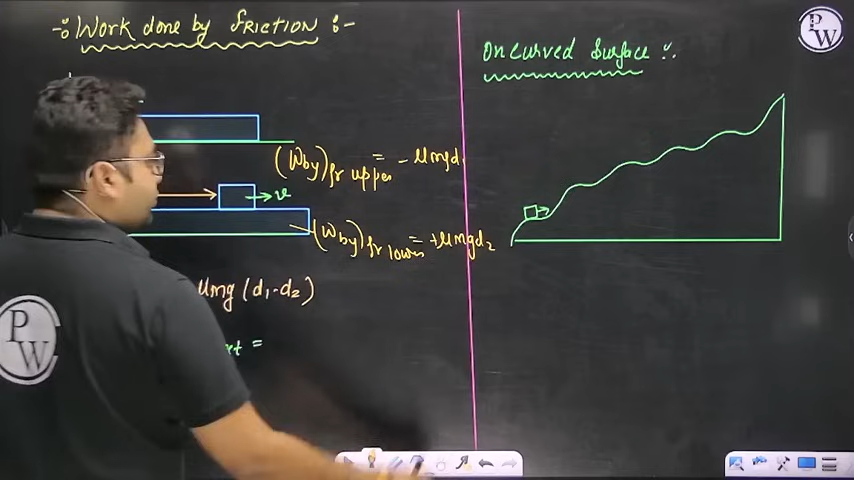 Work done by FRICTION :-
(Wby)fr upper = - μmgd1
v
(Wby)fr lower = +μmgd2
μmg (d1-d2)
=
On Curved Surface :.
PW
PW